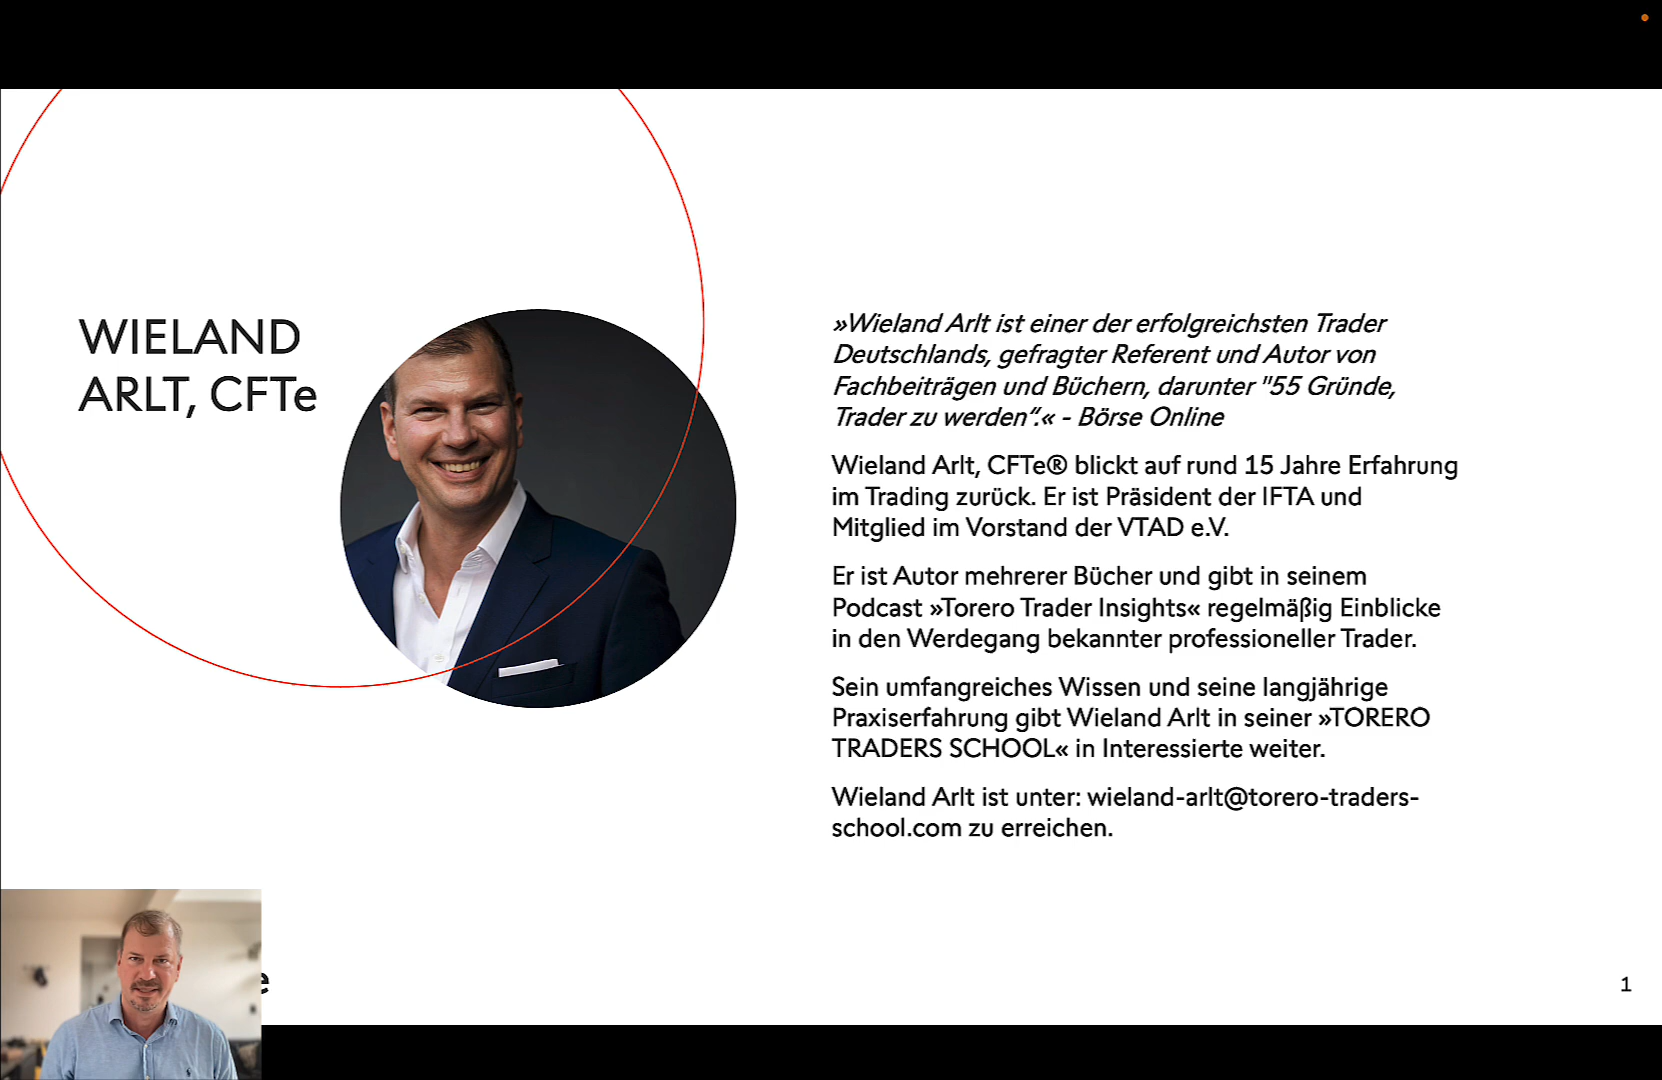 WIELAND
ARLT, CFTe
»Wieland Arlt ist einer der erfolgreichsten Trader
Deutschlands, gefragter Referent und Autor von
Fachbeiträgen und Büchern, darunter "55 Gründe,
Trader zu werden”.« - Börse Online
Wieland Arlt, CFTe® blickt auf rund 15 Jahre Erfahrung
im Trading zurück. Er ist Präsident der IFTA und
Mitglied im Vorstand der VTAD e.V.
Er ist Autor mehrerer Bücher und gibt in seinem
Podcast »Torero Trader Insights« regelmäßig Einblicke
in den Werdegang bekannter professioneller Trader.
Sein umfangreiches Wissen und seine langjährige
Praxiserfahrung gibt Wieland Arlt in seiner »TORERO
TRADERS SCHOOL« in Interessierte weiter.
Wieland Arlt ist unter: wieland-arlt@torero-traders-
school.com zu erreichen.
1